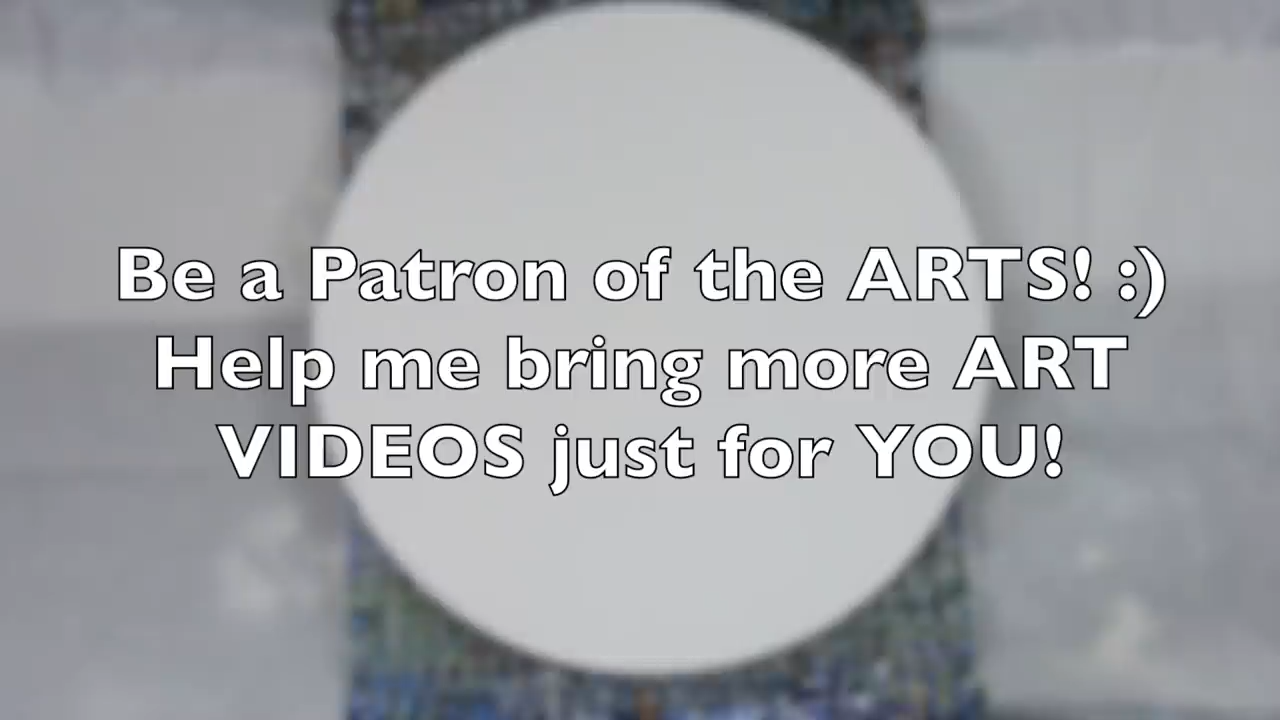 Be a Patron of the ARTS! :)
Help me bring more ART
VIDEOS just for YOU!